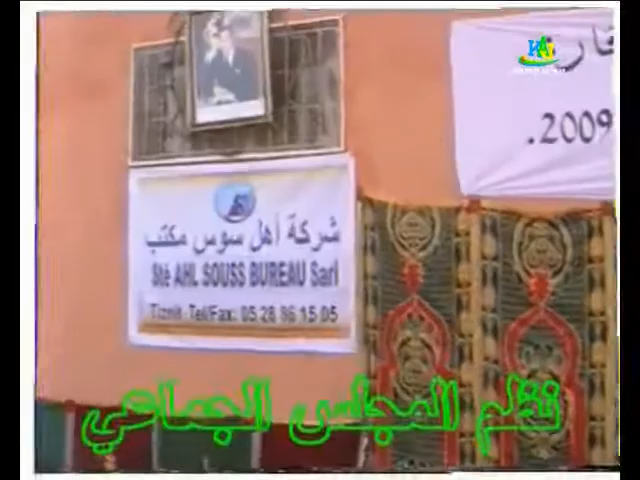 2009.
شركة أهل سوس مكتب
Sté AHL SOUSS BUREAU Sarl
Tiznit Tel/Fax: 05 28 86 15 05
نظم المجلس الجماعي